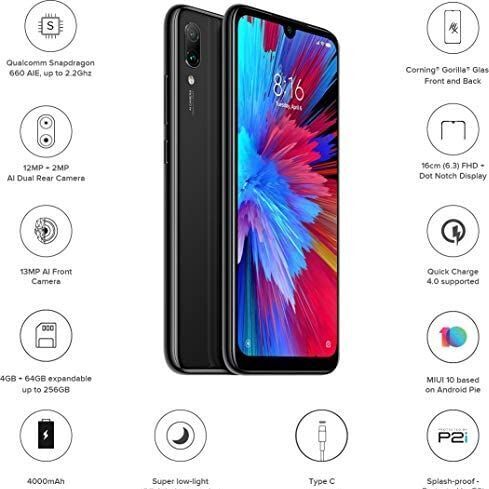 Qualcomm Snapdragon
660 AIE, up to 2.2Ghz
S
12MP + 2MP
AI Dual Rear Camera
13MP AI Front
Camera
4GB + 64GB expandable
up to 256GB
4000mAh
8:16
Tuesday, April 6
Super low-light
Type C
Corning® Gorilla® Glas
Front and Back
16cm (6.3) FHD +
Dot Notch Display
Quick Charge
4.0 supported
10
MIUI 10 based
on Android Pie
P2i
Splash-proof -